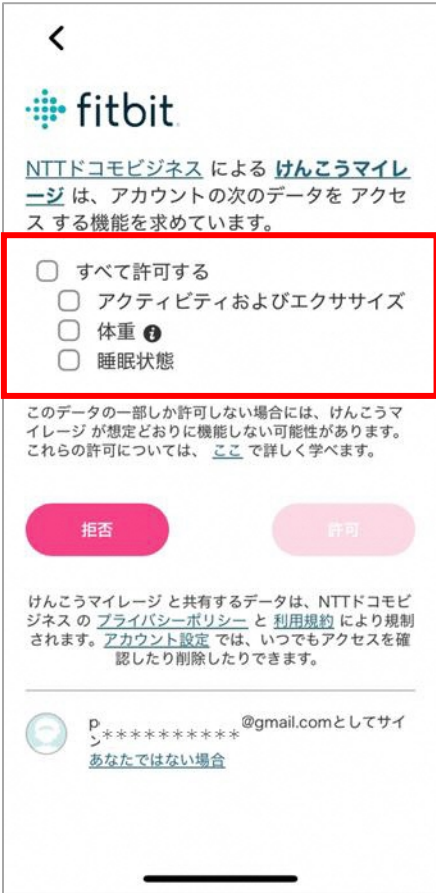 fitbit
NTTドコモビジネス による けんこうマイレ
ージ は、アカウントの次のデータを アクセ
ス する機能を求めています。
すべて許可する
アクティビティおよびエクササイズ
体重
睡眠状態
このデータの一部しか許可しない場合には、けんこうマ
イレージ が想定どおりに機能しない可能性があります。
これらの許可については、 ここ で詳しく学べます。
拒否
許可
けんこうマイレージ と共有するデータは、NTTドコモビ
ジネス の プライバシーポリシー と 利用規約 により規制
されます。アカウント設定 では、いつでもアクセスを確
認したり削除したりできます。
p @gmail.comとしてサイ
ン**********
あなたではない場合